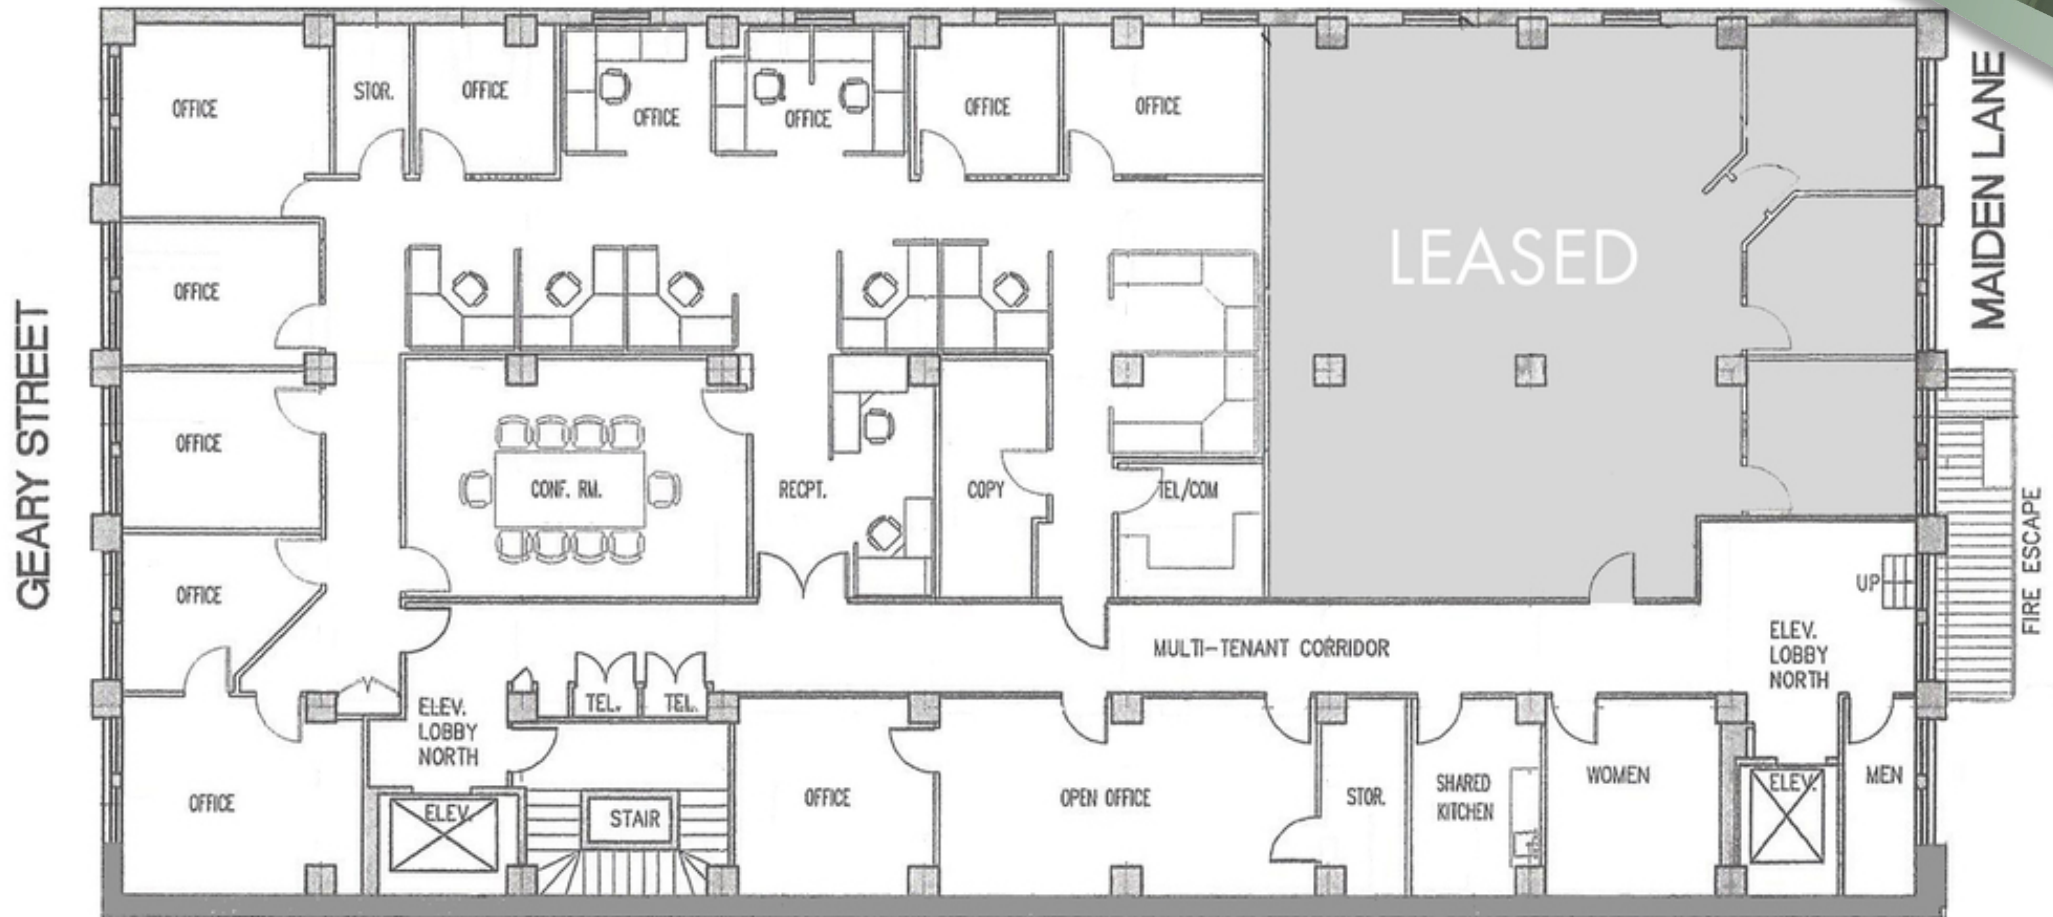 OFFICE
STOR.
OFFICE
OFFICE
OFFICE
OFFICE
OFFICE
LEASED
MAIDEN LANE
OFFICE
GEARY STREET
OFFICE
CONF. RM.
RECPT.
COPY
TEL/COM
FIRE ESCAPE
OFFICE
UP
MULTI-TENANT CORRIDOR
ELEV.
LOBBY
NORTH
TEL.
TEL.
ELEV.
LOBBY
NORTH
OFFICE
ELEV.
STAIR
OFFICE
OPEN OFFICE
STOR.
SHARED
KITCHEN
WOMEN
ELEV.
MEN